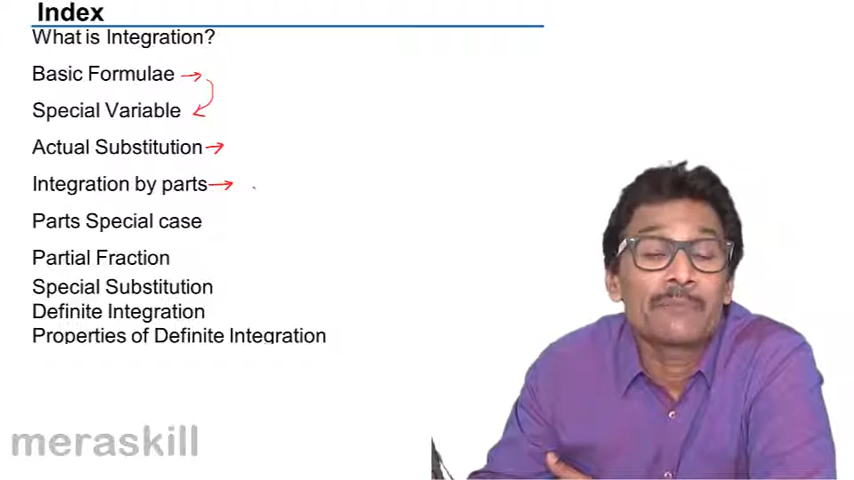 Index
What is Integration?
Basic Formulae
Special Variable
Actual Substitution
Integration by parts
Parts Special case
Partial Fraction
Special Substitution
Definite Integration
Properties of Definite Integration
meraskill